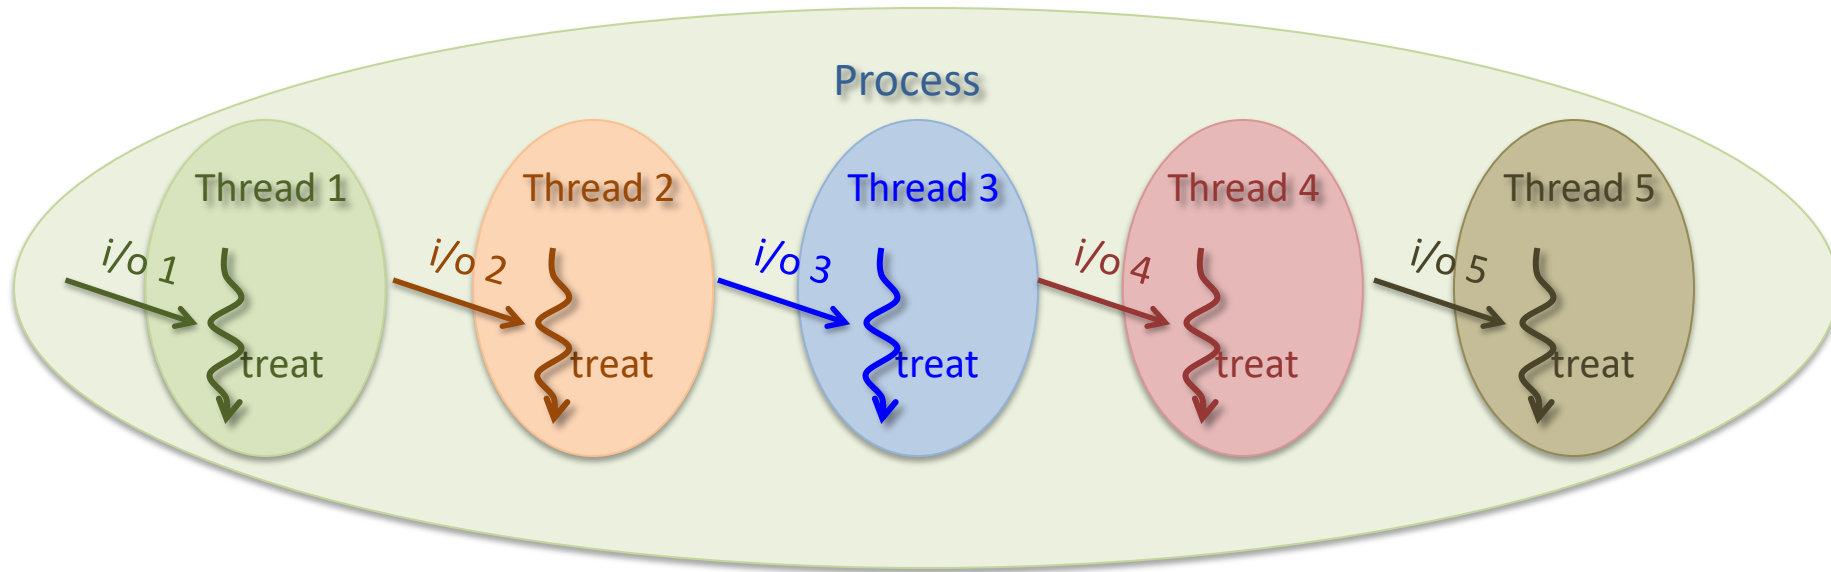 Process
Thread 1
Thread 2
Thread 3
Thread 4
Thread 5
i/o 1
i/o 2
i/o 3
i/o 4
i/o 5
treat
treat
treat
treat
treat